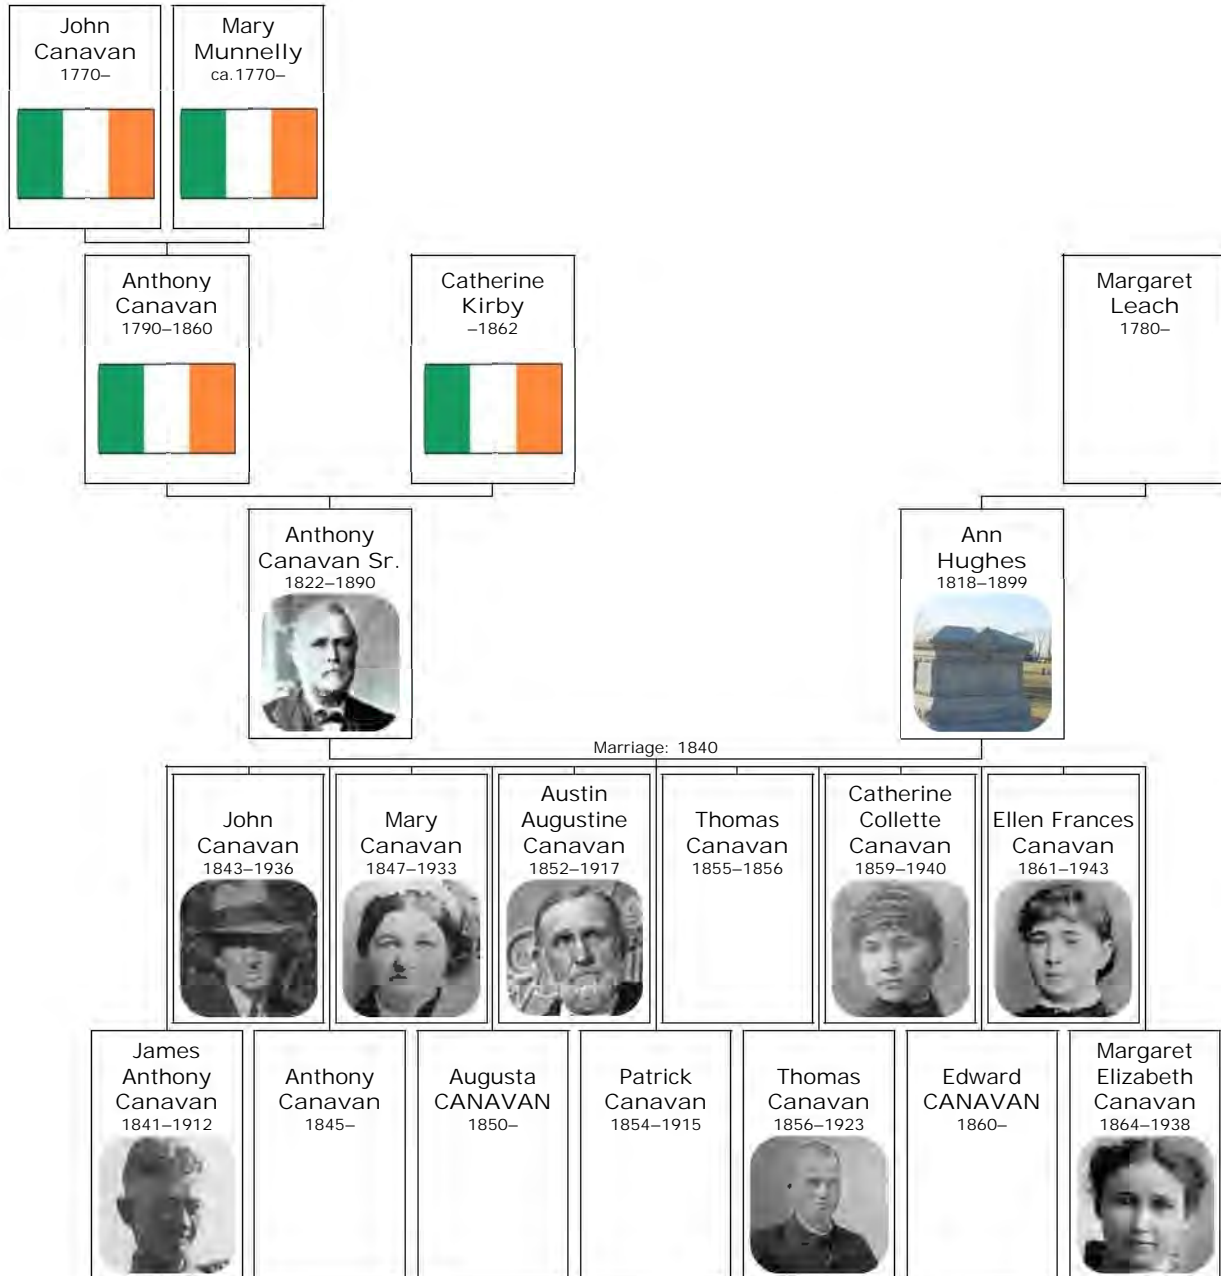 John
Canavan
1770–
Mary
Munnelly
ca.1770–
Anthony
Canavan
1790–1860
Catherine
Kirby
–1862
Margaret
Leach
1780–
Anthony
Canavan Sr.
1822–1890
Ann
Hughes
1818–1899
Marriage: 1840
John
Canavan
1843–1936
Mary
Canavan
1847–1933
Austin
Augustine
Canavan
1852–1917
Thomas
Canavan
1855–1856
Catherine
Collette
Canavan
1859–1940
Ellen Frances
Canavan
1861–1943
James
Anthony
Canavan
1841–1912
Anthony
Canavan
1845–
Augusta
CANAVAN
1850–
Patrick
Canavan
1854–1915
Thomas
Canavan
1856–1923
Edward
CANAVAN
1860–
Margaret
Elizabeth
Canavan
1864–1938